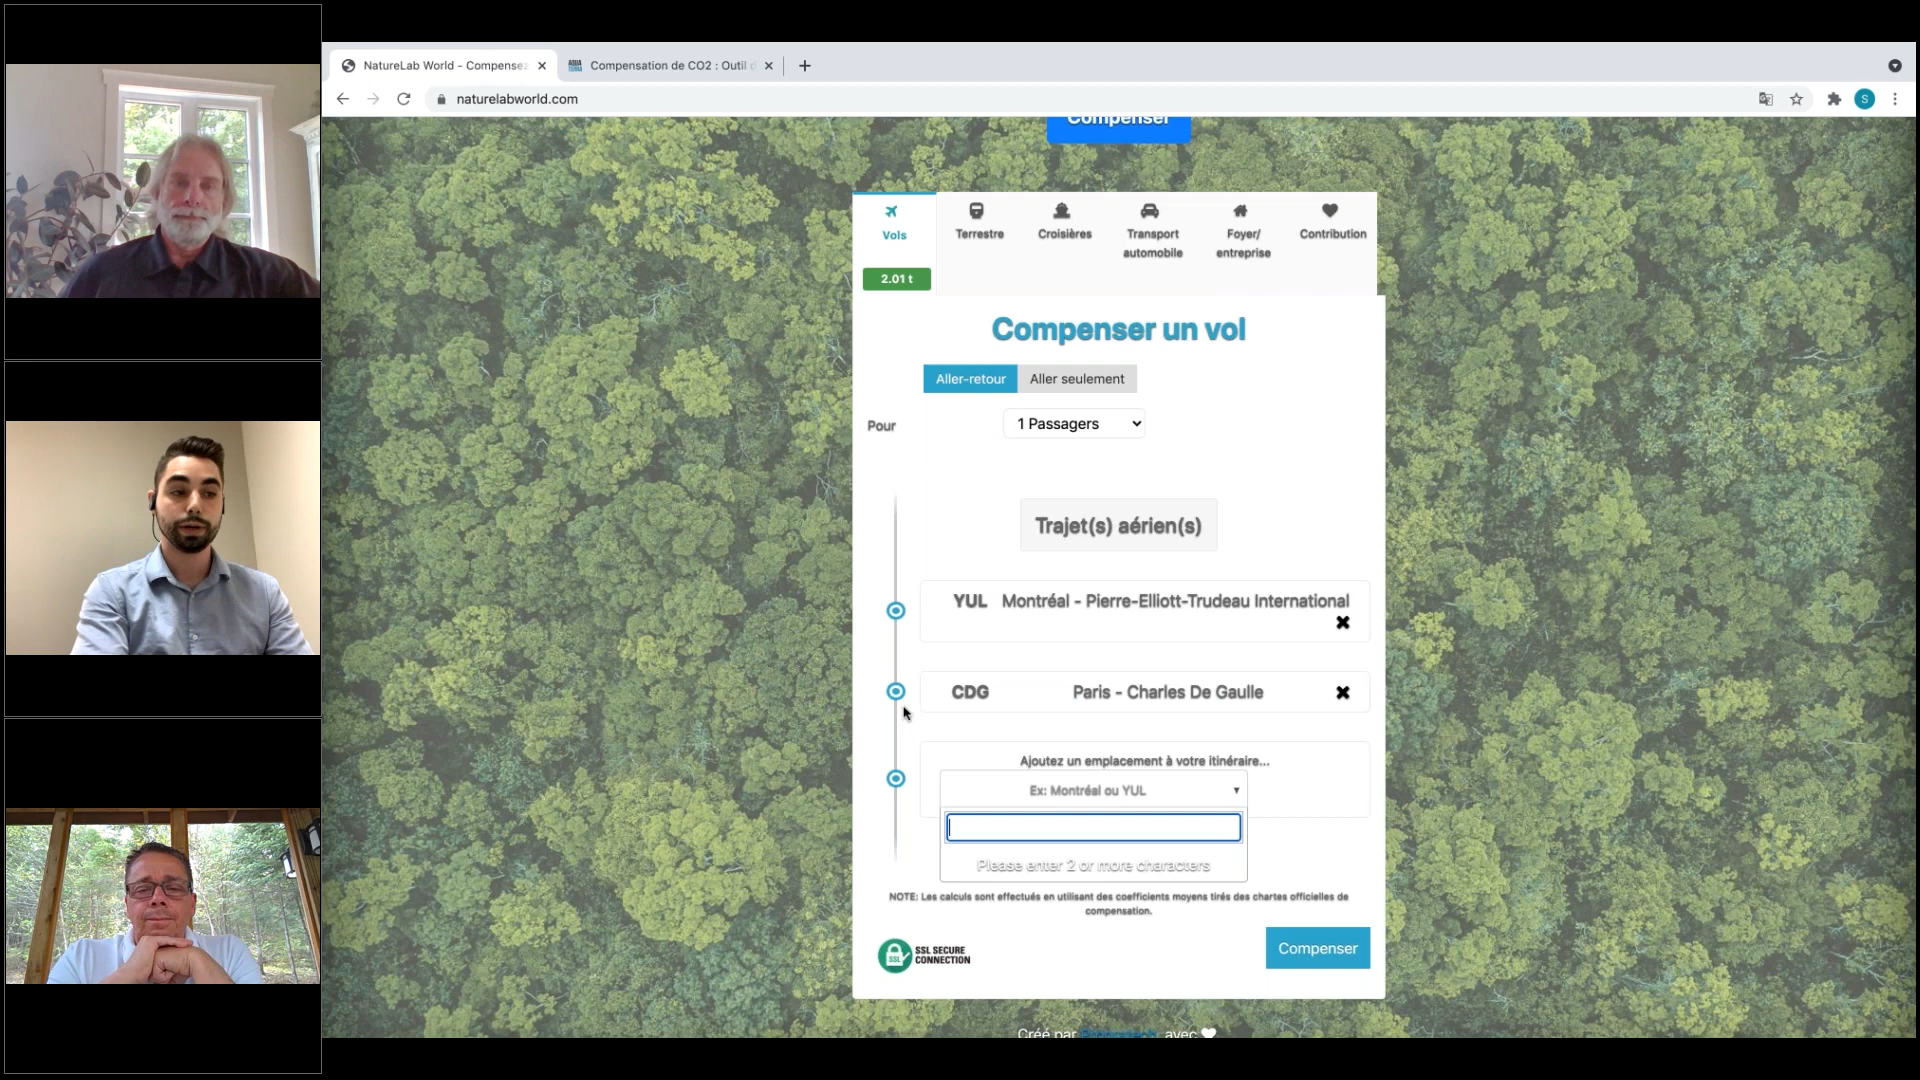 NatureLab World - Compensez
Compensation de CO2 : Outil d
naturelabworld.com
S
Compenser
Vols
Terrestre
Croisières
Transport automobile
Foyer/ entreprise
Contribution
2.01 t
Compenser un vol
Aller-retour
Aller seulement
Pour
1 Passagers
Trajet(s) aérien(s)
YUL Montréal - Pierre-Elliott-Trudeau International
CDG Paris - Charles De Gaulle
Ajoutez un emplacement à votre itinéraire...
Ex: Montréal ou YUL
Please enter 2 or more characters
NOTE: Les calculs sont effectués en utilisant des coefficients moyens tirés des chartes officielles de
compensation.
SSL
SSL SECURE
CONNECTION
Compenser
Créé par avec